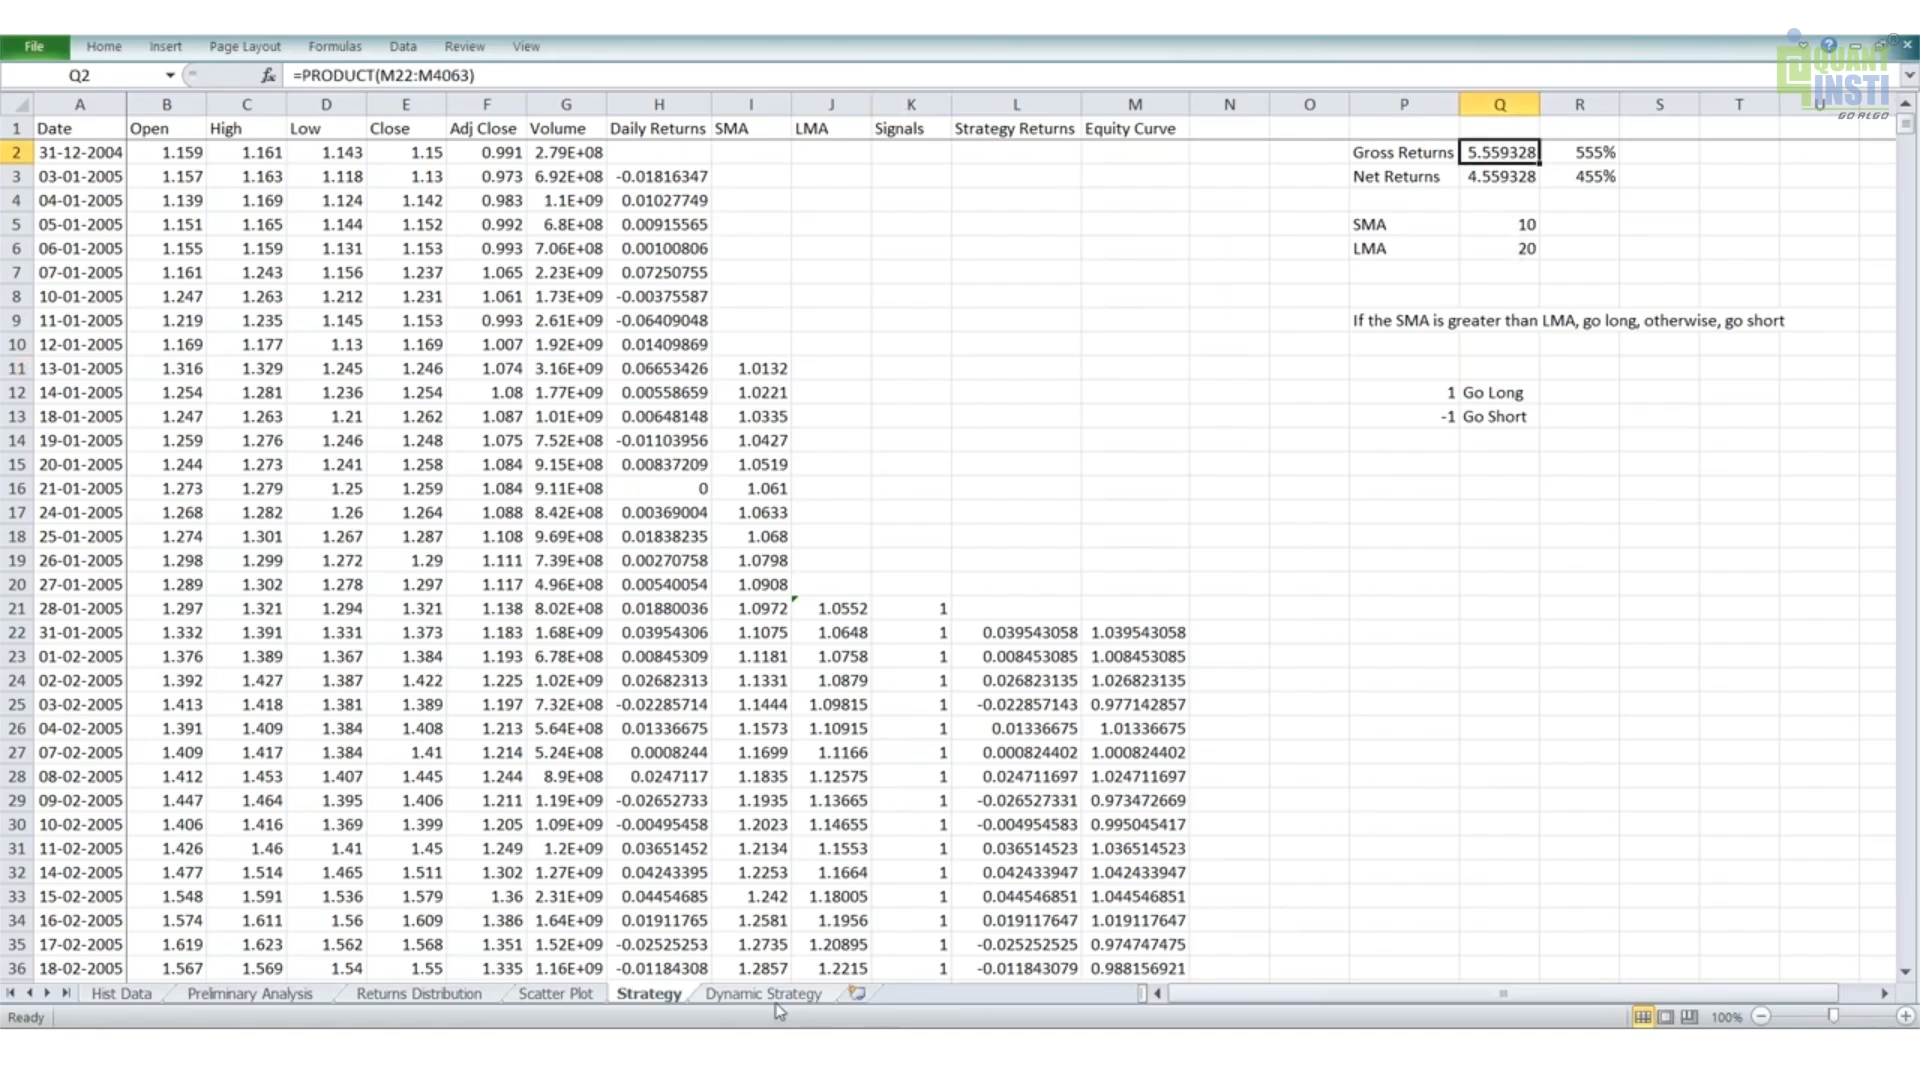 File Home Insert Page Layout Formulas Data Review View
QUANT
INSTI
GO ALGO
Q2 fx =PRODUCT(M22:M4063)
A B C D E F G H I J K L M N O P Q R S T U
1 Date Open High Low Close Adj Close Volume Daily Returns SMA LMA Signals Strategy Returns Equity Curve
2 31-12-2004 1.159 1.161 1.143 1.15 0.991 2.79E+08 Gross Returns 5.559328 555%
3 03-01-2005 1.157 1.163 1.118 1.13 0.973 6.92E+08 -0.01816347 Net Returns 4.559328 455%
4 04-01-2005 1.139 1.169 1.124 1.142 0.983 1.1E+09 0.01027749
5 05-01-2005 1.151 1.165 1.144 1.152 0.992 6.8E+08 0.00915565 SMA 10
6 06-01-2005 1.155 1.159 1.131 1.153 0.993 7.06E+08 0.00100806 LMA 20
7 07-01-2005 1.161 1.243 1.156 1.237 1.065 2.23E+09 0.07250755
8 10-01-2005 1.247 1.263 1.212 1.231 1.061 1.73E+09 -0.00375587
9 11-01-2005 1.219 1.235 1.145 1.153 0.993 2.61E+09 -0.06409048 If the SMA is greater than LMA, go long, otherwise, go short
10 12-01-2005 1.169 1.177 1.13 1.169 1.007 1.92E+09 0.01409869
11 13-01-2005 1.316 1.329 1.245 1.246 1.074 3.16E+09 0.06653426 1.0132
12 14-01-2005 1.254 1.281 1.236 1.254 1.08 1.77E+09 0.00558659 1.0221 1 Go Long
13 18-01-2005 1.247 1.263 1.21 1.262 1.087 1.01E+09 0.00648148 1.0335 -1 Go Short
14 19-01-2005 1.259 1.276 1.246 1.248 1.075 7.52E+08 -0.01103956 1.0427
15 20-01-2005 1.244 1.273 1.241 1.258 1.084 9.15E+08 0.00837209 1.0519
16 21-01-2005 1.273 1.279 1.25 1.259 1.084 9.11E+08 0 1.061
17 24-01-2005 1.268 1.282 1.26 1.264 1.088 8.42E+08 0.00369004 1.0633
18 25-01-2005 1.274 1.301 1.267 1.287 1.108 9.69E+08 0.01838235 1.068
19 26-01-2005 1.298 1.299 1.272 1.29 1.111 7.39E+08 0.00270758 1.0798
20 27-01-2005 1.289 1.302 1.278 1.297 1.117 4.96E+08 0.00540054 1.0908
21 28-01-2005 1.297 1.321 1.294 1.321 1.138 8.02E+08 0.01880036 1.0972 1.0552 1
22 31-01-2005 1.332 1.391 1.331 1.373 1.183 1.68E+09 0.03954306 1.1075 1.0648 1 0.039543058 1.039543058
23 01-02-2005 1.376 1.389 1.367 1.384 1.193 6.78E+08 0.00845309 1.1181 1.0758 1 0.008453085 1.008453085
24 02-02-2005 1.392 1.427 1.387 1.422 1.225 1.02E+09 0.02682313 1.1331 1.0879 1 0.026823135 1.026823135
25 03-02-2005 1.413 1.418 1.381 1.389 1.197 7.32E+08 -0.02285714 1.1444 1.09815 1 -0.022857143 0.977142857
26 04-02-2005 1.391 1.409 1.384 1.408 1.213 5.64E+08 0.01336675 1.1573 1.10915 1 0.01336675 1.01336675
27 07-02-2005 1.409 1.417 1.384 1.41 1.214 5.24E+08 0.0008244 1.1699 1.1166 1 0.000824402 1.000824402
28 08-02-2005 1.412 1.453 1.407 1.445 1.244 8.9E+08 0.0247117 1.1835 1.12575 1 0.024711697 1.024711697
29 09-02-2005 1.447 1.464 1.395 1.406 1.211 1.19E+09 -0.02652733 1.1935 1.13665 1 -0.026527331 0.973472669
30 10-02-2005 1.406 1.416 1.369 1.399 1.205 1.09E+09 -0.00495458 1.2023 1.14655 1 -0.004954583 0.995045417
31 11-02-2005 1.426 1.46 1.41 1.45 1.249 1.2E+09 0.03651452 1.2134 1.1553 1 0.036514523 1.036514523
32 14-02-2005 1.477 1.514 1.465 1.511 1.302 1.27E+09 0.04243395 1.2253 1.1664 1 0.042433947 1.042433947
33 15-02-2005 1.548 1.591 1.536 1.579 1.36 2.31E+09 0.04454685 1.242 1.18005 1 0.044546851 1.044546851
34 16-02-2005 1.574 1.611 1.56 1.609 1.386 1.64E+09 0.01911765 1.2581 1.1956 1 0.019117647 1.019117647
35 17-02-2005 1.619 1.623 1.562 1.568 1.351 1.52E+09 -0.02525253 1.2735 1.20895 1 -0.025252525 0.974747475
36 18-02-2005 1.567 1.569 1.54 1.55 1.335 1.16E+09 -0.01184308 1.2857 1.2215 1 -0.011843079 0.988156921
Hist Data Preliminary Analysis Returns Distribution Scatter Plot Strategy Dynamic Strategy
Ready 100%